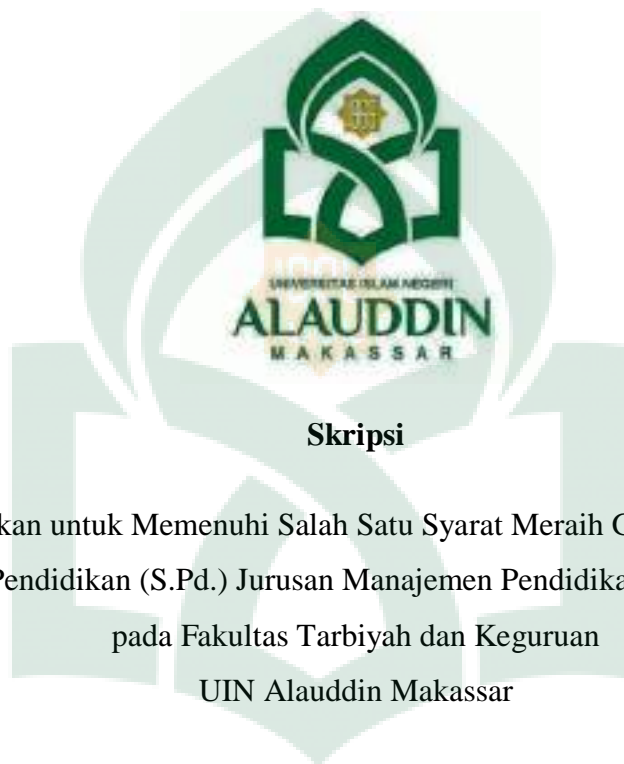 UNIVERSITAS ISLAM NEGERI
ALAUDDIN
MAKASSAR
Skripsi
kan untuk Memenuhi Salah Satu Syarat Meraih
Pendidikan (S.Pd.) Jurusan Manajemen Pendidika
pada Fakultas Tarbiyah dan Keguruan
UIN Alauddin Makassar